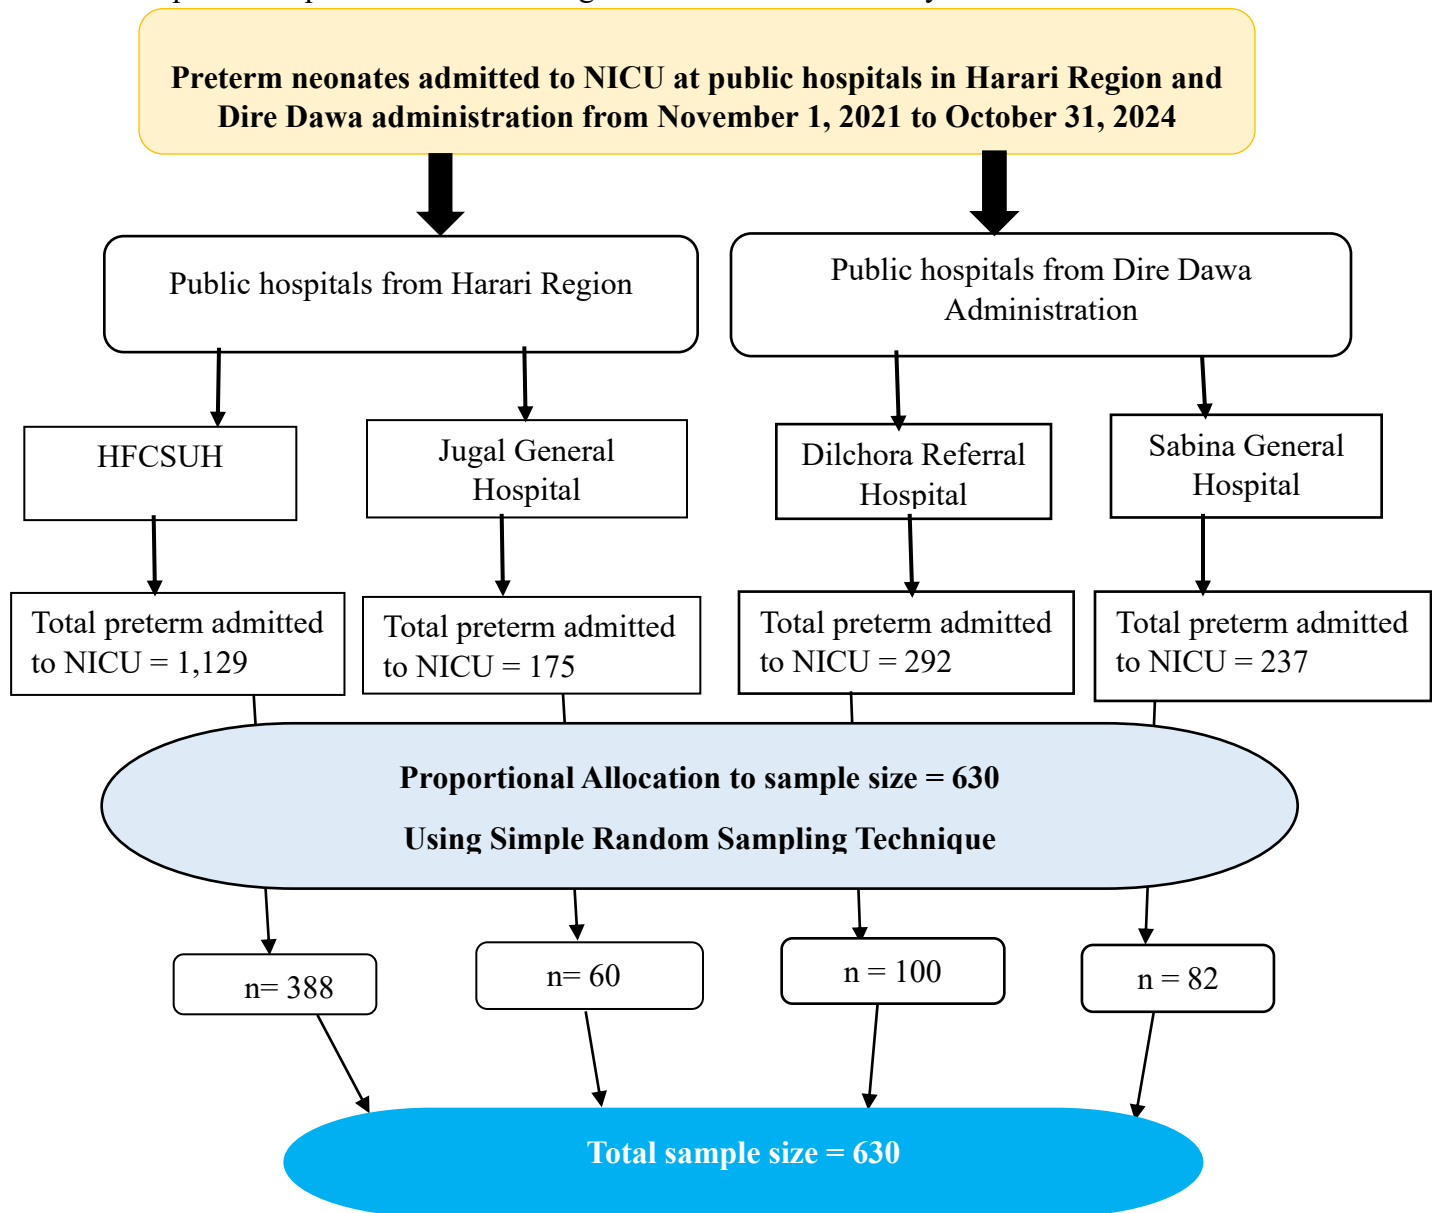 Preterm neonates admitted to NICU at public hospitals in Harari Region and
Dire Dawa administration from November 1, 2021 to October 31, 2024
Public hospitals from Harari Region
Public hospitals from Dire Dawa
Administration
HFCSUH
Jugal General
Hospital
Dilchora Referral
Hospital
Sabina General
Hospital
Total preterm admitted
to NICU = 1,129
Total preterm admitted
to NICU = 175
Total preterm admitted
to NICU = 292
Total preterm admitted
to NICU = 237
Proportional Allocation to sample size = 630
Using Simple Random Sampling Technique
n= 388
n= 60
n = 100
n = 82
Total sample size = 630